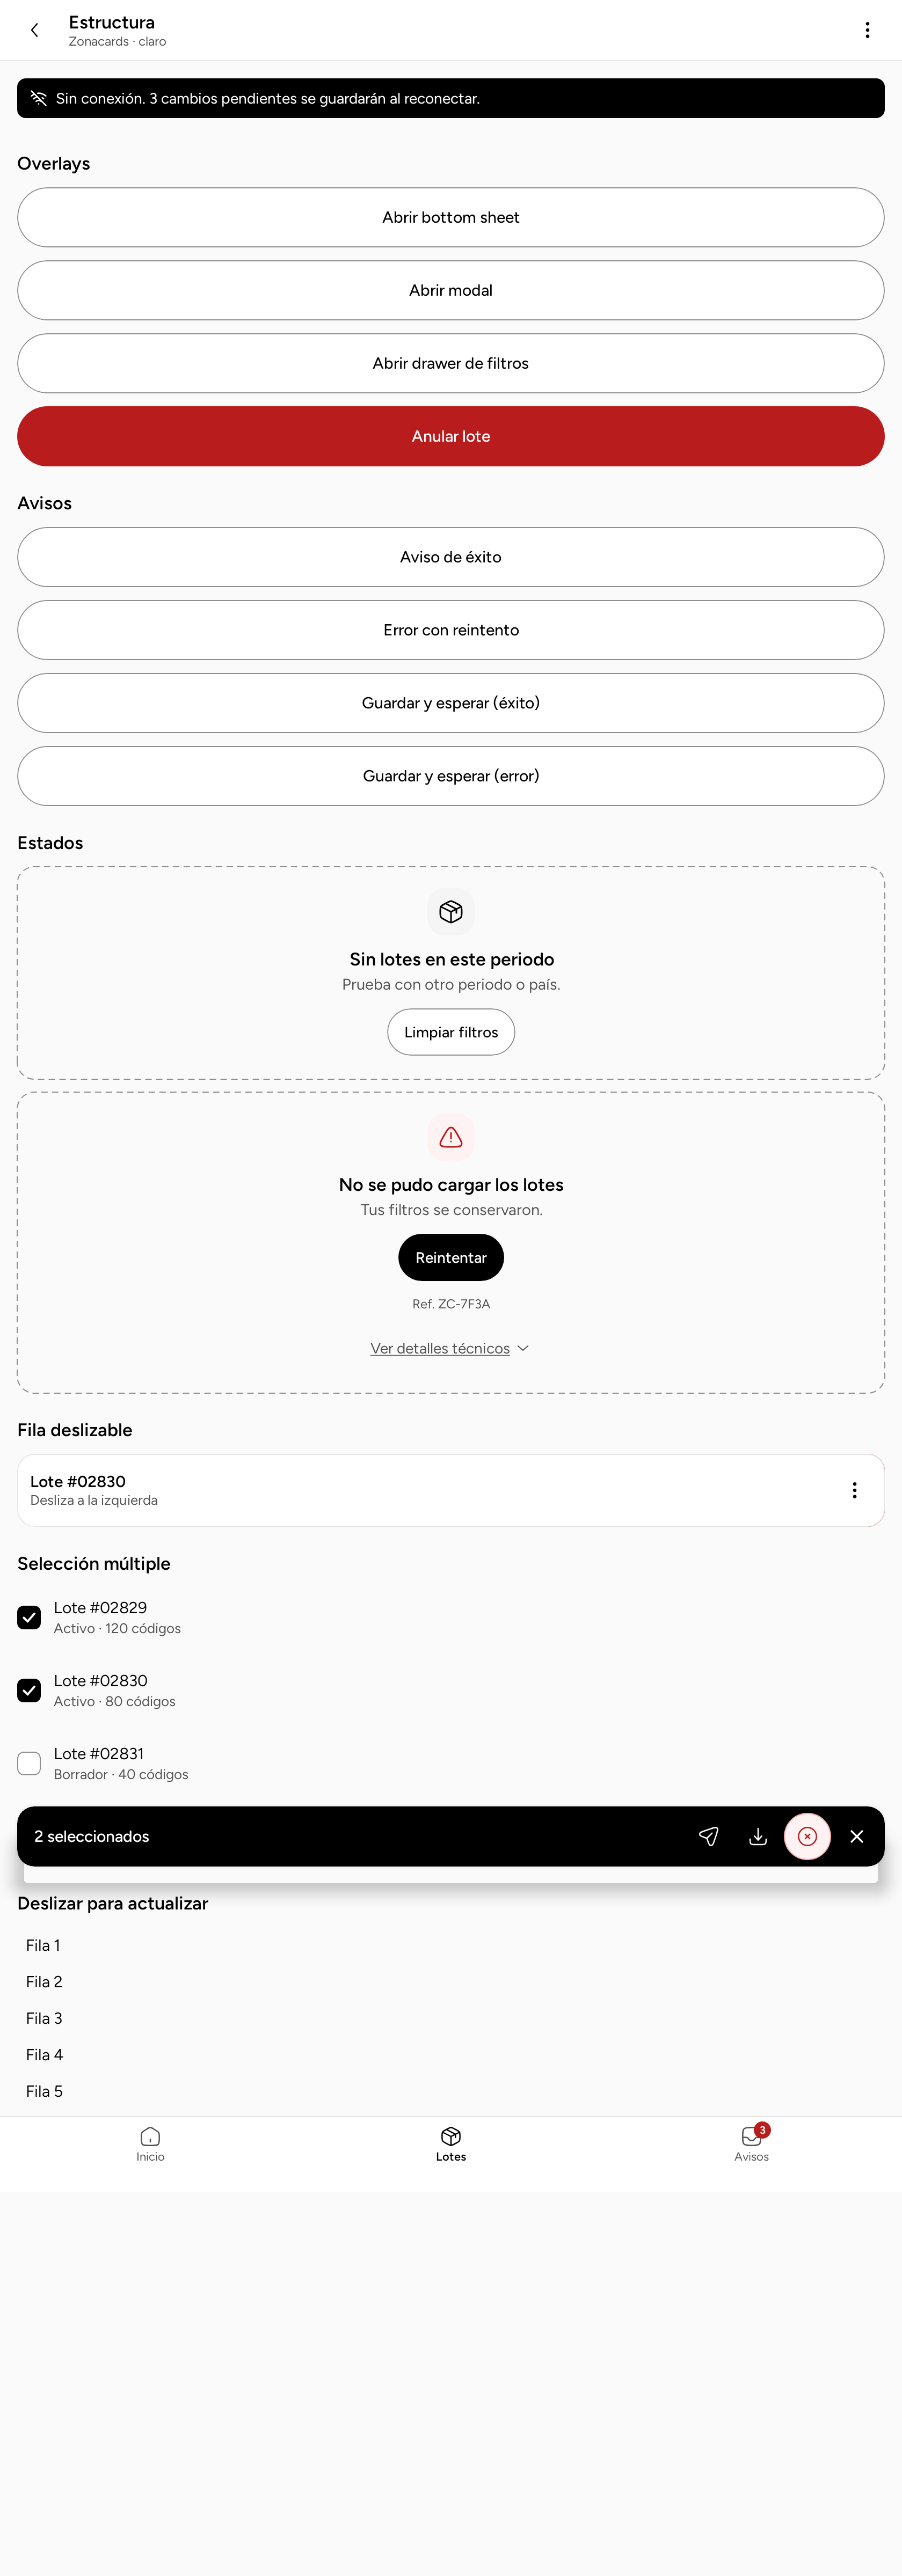 Estructura
Zonacards · claro
Sin conexión. 3 cambios pendientes se guardarán al reconectar.
Overlays
Abrir bottom sheet
Abrir modal
Abrir drawer de filtros
Anular lote
Avisos
Aviso de éxito
Error con reintento
Guardar y esperar (éxito)
Guardar y esperar (error)
Estados
Sin lotes en este periodo
Prueba con otro periodo o país.
Limpiar filtros
No se pudo cargar los lotes
Tus filtros se conservaron.
Reintentar
Ref. ZC-7F3A
Ver detalles técnicos
Fila deslizable
Lote #02830
Desliza a la izquierda
Selección múltiple
Lote #02829
Activo · 120 códigos
Lote #02830
Activo · 80 códigos
Lote #02831
Borrador · 40 códigos
2 seleccionados
Deslizar para actualizar
Fila 1
Fila 2
Fila 3
Fila 4
Fila 5
3
Inicio
Lotes
Avisos